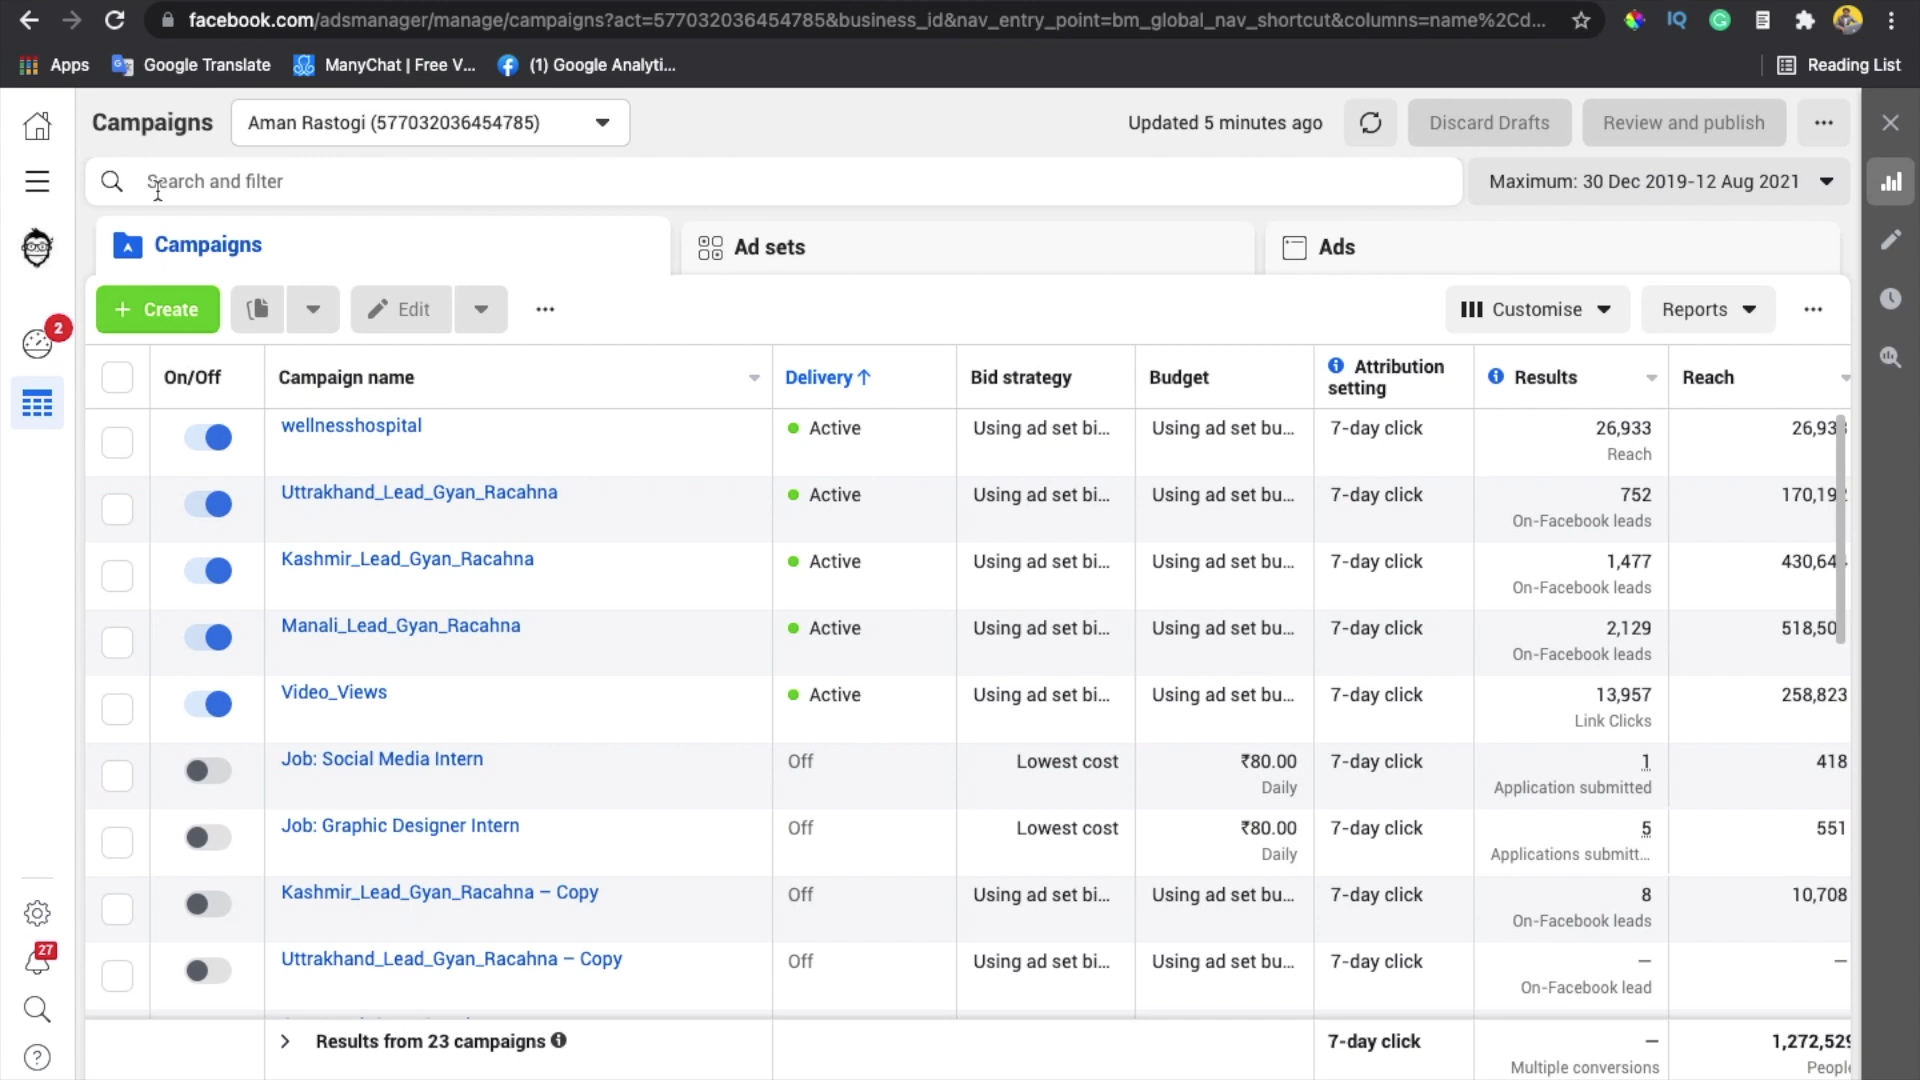 facebook.com/adsmanager/manage/campaigns?act=577032036454785&business_id&nav_entry_point=bm_global_nav_shortcut&columns=name%2Cd...
Apps
Google Translate
ManyChat | Free V...
(1) Google Analyti...
Reading List
Campaigns
Aman Rastogi (577032036454785)
Updated 5 minutes ago
Discard Drafts
Review and publish
Search and filter
Maximum: 30 Dec 2019-12 Aug 2021
Campaigns
Ad sets
Ads
+ Create
Edit
Customise
Reports
2
On/Off
Campaign name
Delivery ↑
Bid strategy
Budget
Attribution
setting
Results
Reach
wellnesshospital
Active
Using ad set bi...
Using ad set bu...
7-day click
26,933
Reach
Uttrakhand_Lead_Gyan_Racahna
Active
Using ad set bi...
Using ad set bu...
7-day click
752
170,19
On-Facebook leads
Kashmir_Lead_Gyan_Racahna
Active
Using ad set bi...
Using ad set bu...
7-day click
1,477
430,64
On-Facebook leads
Manali_Lead_Gyan_Racahna
Active
Using ad set bi...
Using ad set bu...
7-day click
2,129
518,50
On-Facebook leads
Video_Views
Active
Using ad set bi...
Using ad set bu...
7-day click
13,957
258,823
Link Clicks
Job: Social Media Intern
Off
Lowest cost
₹80.00
Daily
7-day click
1
418
Application submitted
Job: Graphic Designer Intern
Off
Lowest cost
₹80.00
Daily
7-day click
5
551
Applications submitt...
Kashmir_Lead_Gyan_Racahna – Copy
Off
Using ad set bi...
Using ad set bu...
7-day click
8
10,708
On-Facebook leads
Uttrakhand_Lead_Gyan_Racahna – Copy
Off
Using ad set bi...
Using ad set bu...
7-day click
—
—
On-Facebook lead
27
Results from 23 campaigns
7-day click
—
1,272,529
Multiple conversions
People